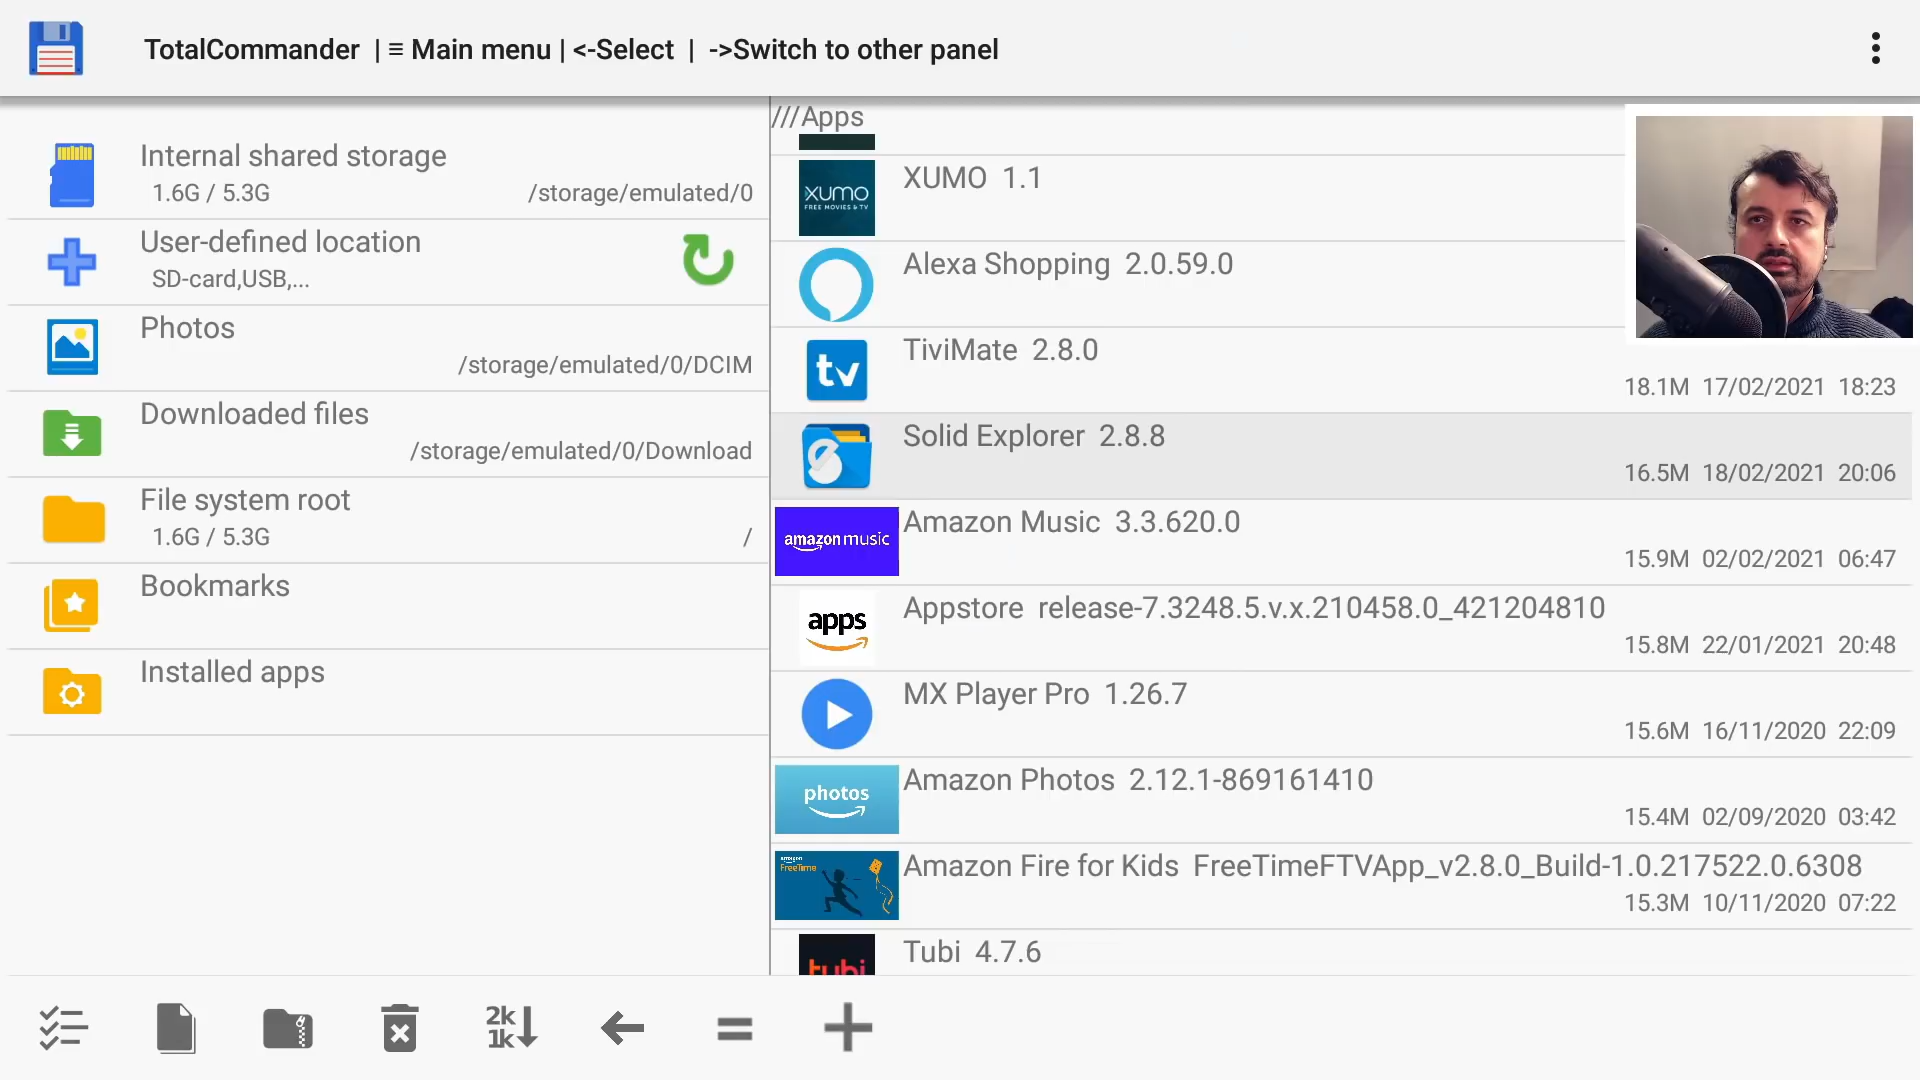 TotalCommander | ≡ Main menu | <-Select | ->Switch to other panel
Internal shared storage
1.6G / 5.3G
/storage/emulated/0
User-defined location
SD-card,USB,...
Photos
/storage/emulated/0/DCIM
Downloaded files
/storage/emulated/0/Download
File system root
1.6G / 5.3G
/
Bookmarks
Installed apps
///Apps
XUMO
FREE MOVIES & TV
XUMO 1.1
Alexa Shopping 2.0.59.0
tv
TiviMate 2.8.0
18.1M 17/02/2021 18:23
Solid Explorer 2.8.8
16.5M 18/02/2021 20:06
amazon music
Amazon Music 3.3.620.0
15.9M 02/02/2021 06:47
apps
Appstore release-7.3248.5.v.x.210458.0_421204810
15.8M 22/01/2021 20:48
MX Player Pro 1.26.7
15.6M 16/11/2020 22:09
photos
Amazon Photos 2.12.1-869161410
15.4M 02/09/2020 03:42
amazon
FreeTime
Amazon Fire for Kids FreeTimeFTVApp_v2.8.0_Build-1.0.217522.0.6308
15.3M 10/11/2020 07:22
tubi
Tubi 4.7.6
2k
1k